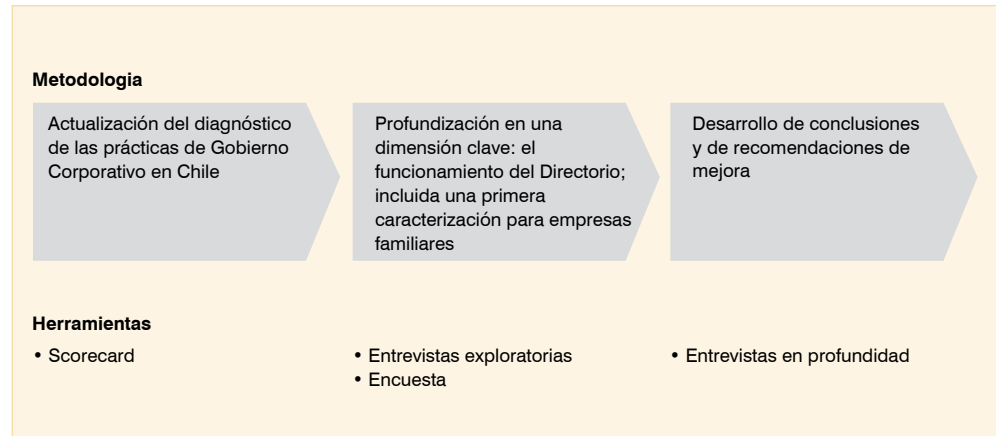 Metodologia
Actualización del diagnóstico
de las prácticas de Gobierno
Corporativo en Chile
Profundización en una
dimensión clave: el
funcionamiento del Directorio;
incluida una primera
caracterización para empresas
familiares
Desarrollo de conclusiones
y de recomendaciones de
mejora
Herramientas
• Scorecard
• Entrevistas exploratorias
• Encuesta
• Entrevistas en profundidad